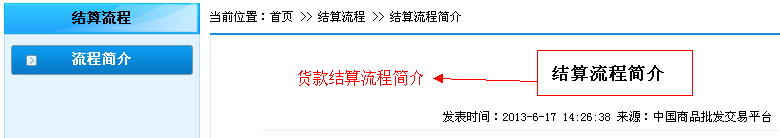 结算流程
当前位置：首页 >> 结算流程 >> 结算流程简介
流程简介
货款结算流程简介
结算流程简介
发表时间：2013-6-17 14:26:38 来源：中国商品批发交易平台